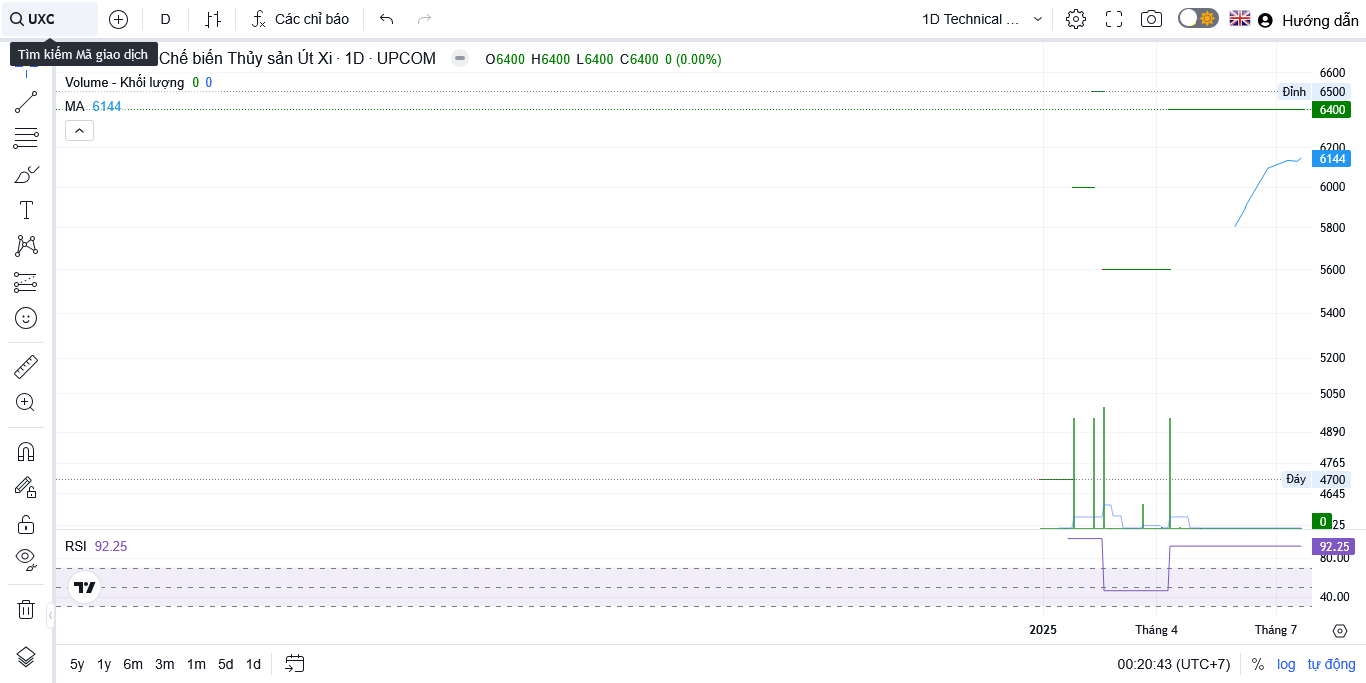 UXC
D
Các chỉ báo
1D Technical ...
Hướng dẫn
Tìm kiếm Mã giao dịch
Chế biến Thủy sản Út Xi · 1D · UPCOM
O6400 H6400 L6400 C6400 0 (0.00%)
Volume - Khối lượng 0 0
MA 6144
6600
Đỉnh 6500
6400
6200
6144
6000
5800
5600
5400
5200
5050
4890
4765
Đáy 4700
4645
0
25
RSI 92.25
92.25
80.00
40.00
2025
Tháng 4
Tháng 7
5y 1y 6m 3m 1m 5d 1d
00:20:43 (UTC+7)
% log tự động